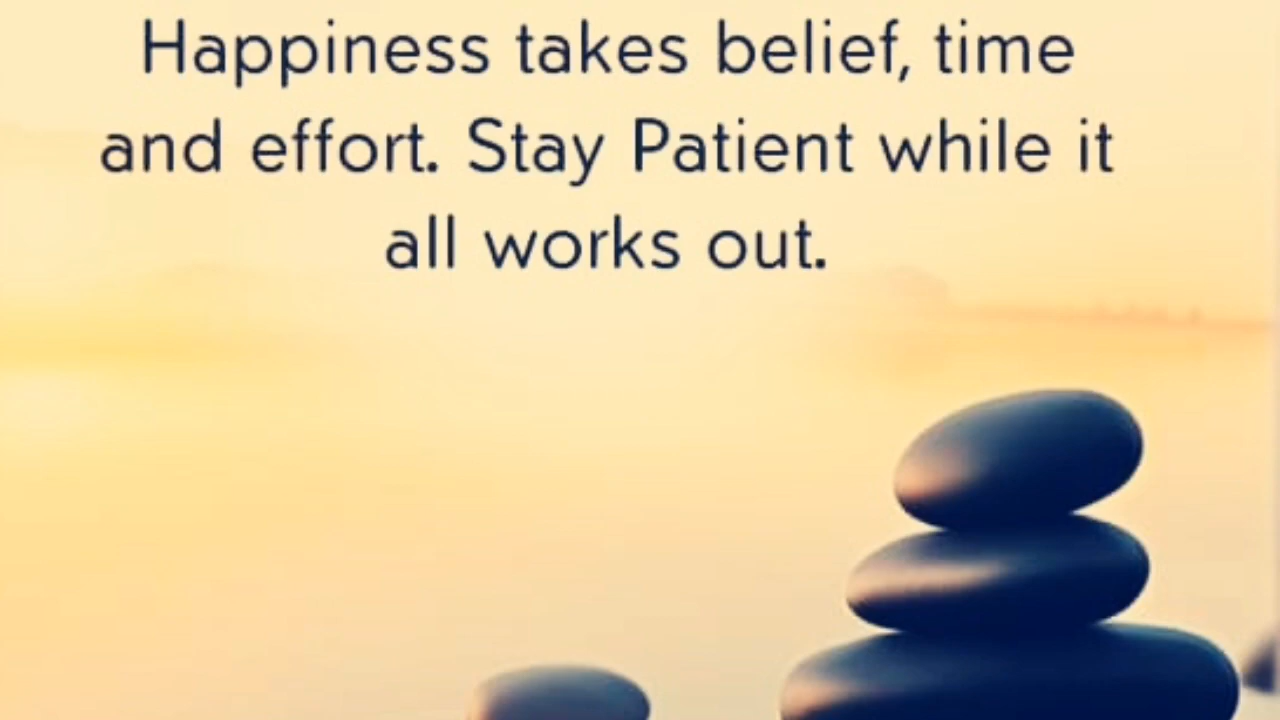 Happiness takes belief, time
and effort. Stay Patient while it
all works out.